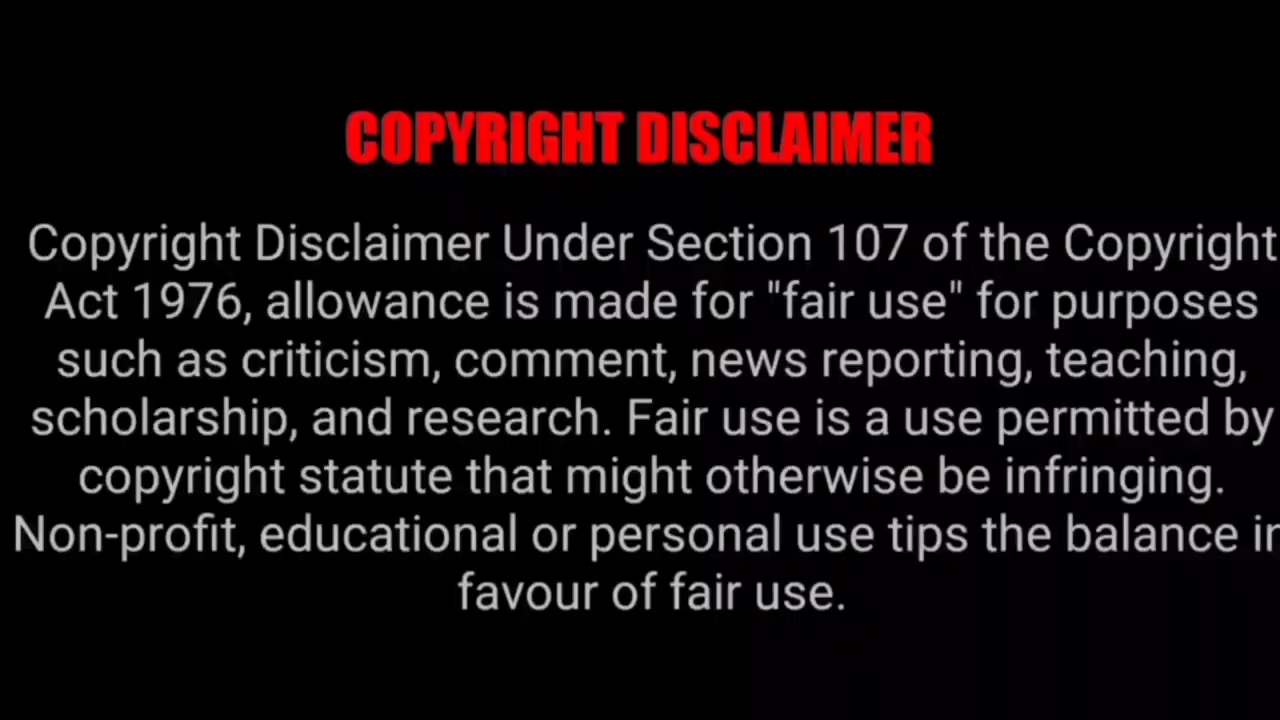 COPYRIGHT DISCLAIMER
Copyright Disclaimer Under Section 107 of the Copyright
Act 1976, allowance is made for "fair use" for purposes
such as criticism, comment, news reporting, teaching,
scholarship, and research. Fair use is a use permitted by
copyright statute that might otherwise be infringing.
Non-profit, educational or personal use tips the balance in
favour of fair use.